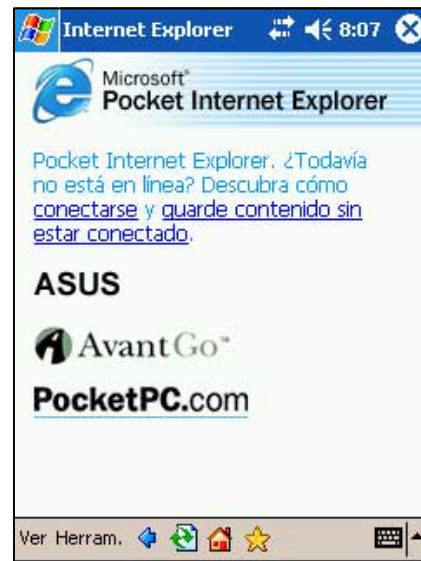 Internet Explorer 8:07
Microsoft®
Pocket Internet Explorer
Pocket Internet Explorer. ¿Todavía
no está en línea? Descubra cómo
conectarse y guarde contenido sin
estar conectado.
ASUS
AvantGo™
PocketPC.com
Ver Herram.